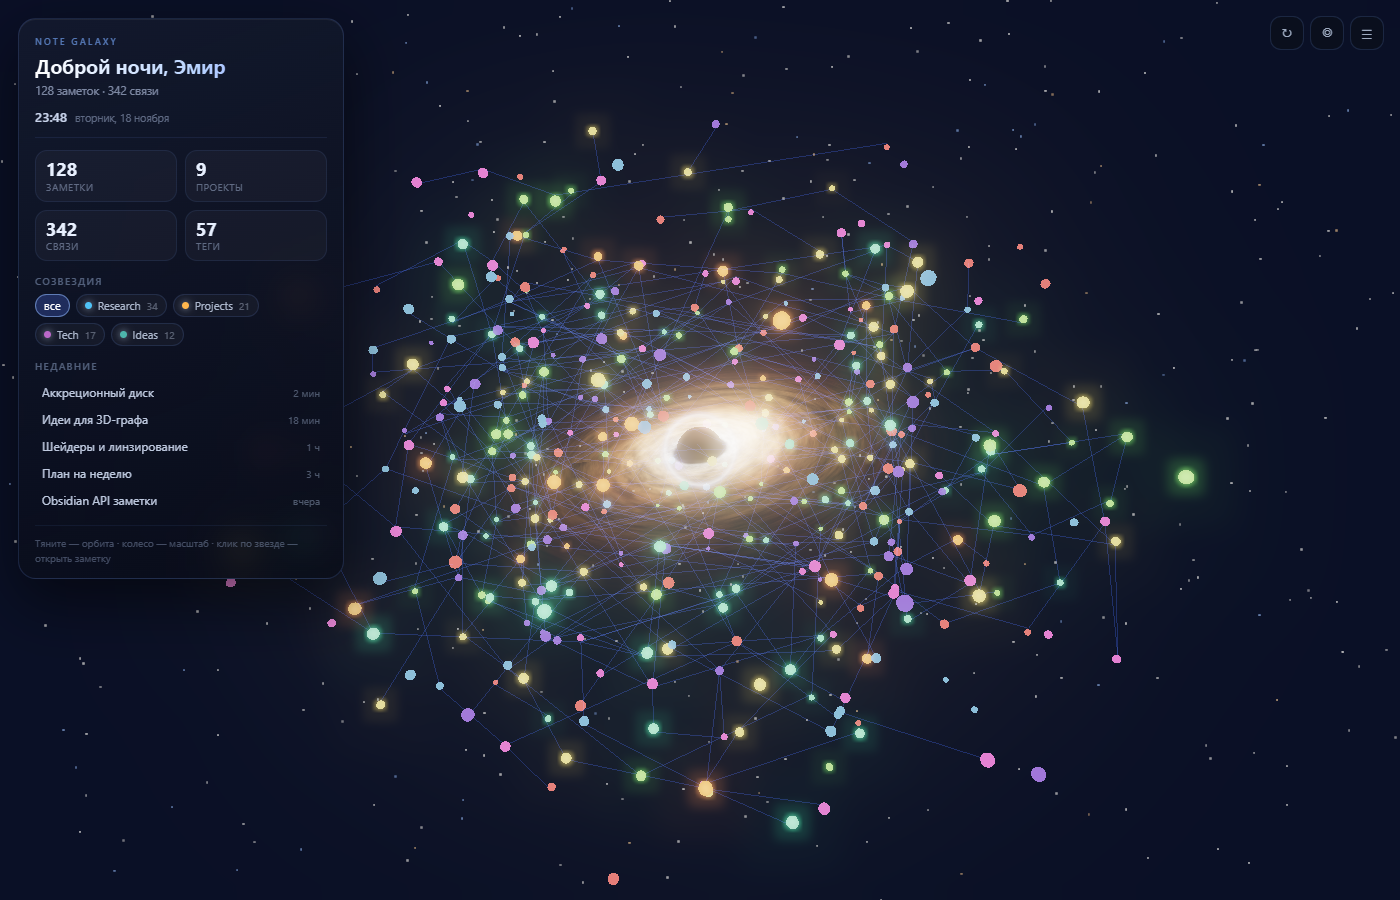 NOTE GALAXY
Доброй ночи, Эмир
128 заметок · 342 связи
23:48 вторник, 18 ноября
128
ЗАМЕТКИ
9
ПРОЕКТЫ
342
СВЯЗИ
57
ТЕГИ
СОЗВЕЗДИЯ
все Research 34 Projects 21
Tech 17 Ideas 12
НЕДАВНИЕ
Аккреционный диск 2 мин
Идеи для 3D-графа 18 мин
Шейдеры и линзирование 1 ч
План на неделю 3 ч
Obsidian API заметки вчера
Тяните — орбита · колесо — масштаб · клик по звезде —
открыть заметку